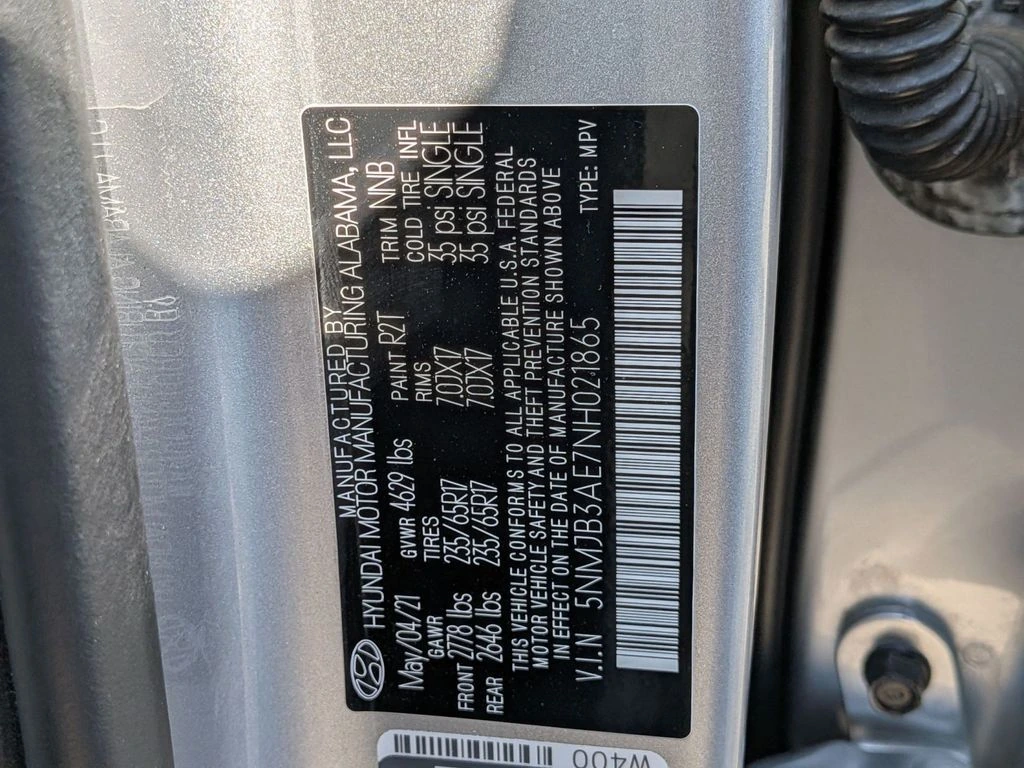 MANUFACTURED BY
HYUNDAI MOTOR MANUFACTURING ALABAMA, LLC
May/04/21 GVWR 4629 lbs PAINT R2T TRIM NNB
GAWR TIRES RIMS COLD TIRE INFL
FRONT 2778 lbs 235/65R17 7.0JX17 35 psi SINGLE
REAR 2646 lbs 235/65R17 7.0JX17 35 psi SINGLE
THIS VEHICLE CONFORMS TO ALL APPLICABLE U.S.A. FEDERAL
MOTOR VEHICLE SAFETY AND THEFT PREVENTION STANDARDS
IN EFFECT ON THE DATE OF MANUFACTURE SHOWN ABOVE
V.I.N 5NMJB3AE7NH021865 TYPE: MPV
W400